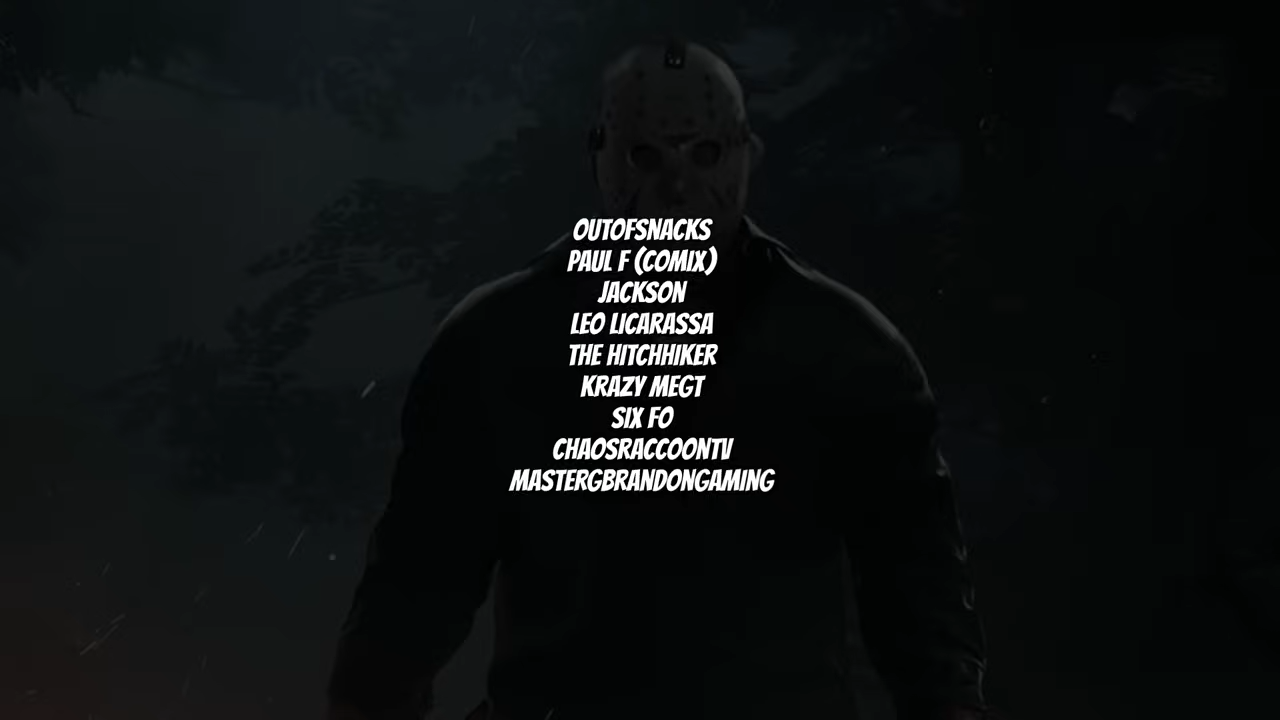 OUTOFSNACKS
PAUL F (COMIX)
JACKSON
LEO LICARASSA
THE HITCHHIKER
KRAZY MEGT
SIX FO
CHAOSRACCOONTV
MASTERGBRANDONGAMING